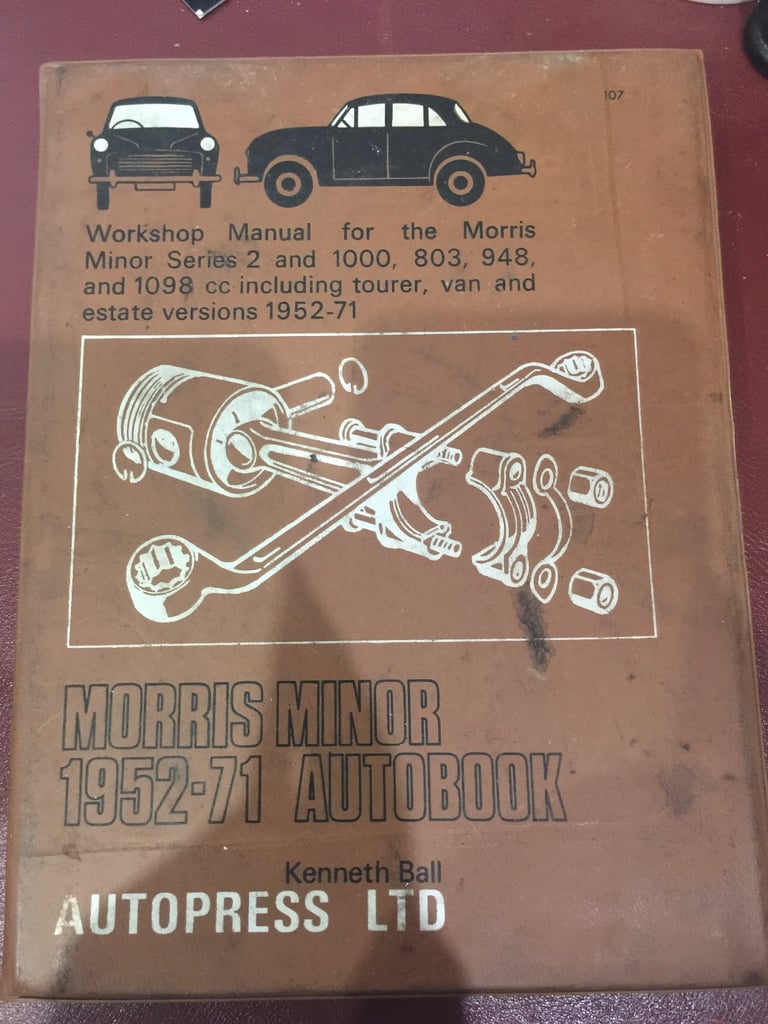 107
Workshop Manual for the Morris
Minor Series 2 and 1000, 803, 948,
and 1098 cc including tourer, van and
estate versions 1952-71
MORRIS MINOR
1952-71 AUTOBOOK
Kenneth Ball
AUTOPRESS LTD